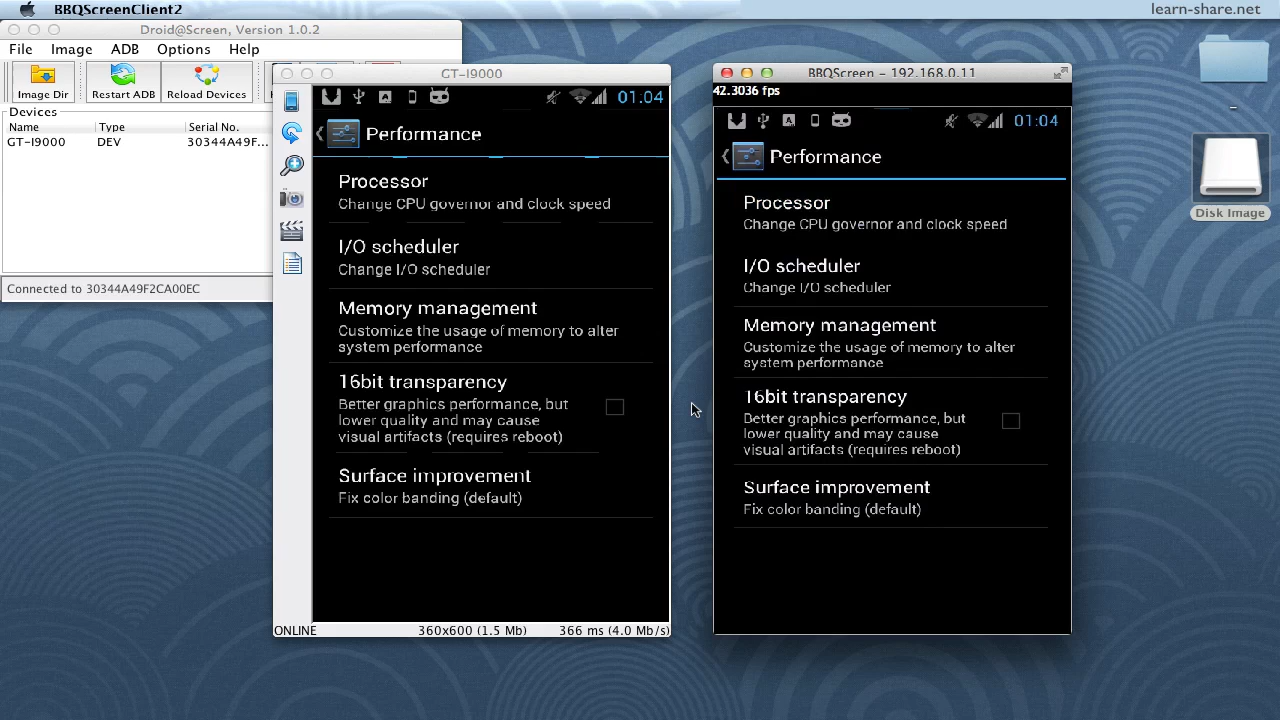 BBQScreenClient2
learn-share.net
Droid@Screen, Version 1.0.2
File Image ADB Options Help
Image Dir Restart ADB Reload Devices
Devices
Name Type Serial No.
GT-I9000 DEV 30344A49F...
Connected to 30344A49F2CA00EC
GT-I9000
01:04
Performance
Processor
Change CPU governor and clock speed
I/O scheduler
Change I/O scheduler
Memory management
Customize the usage of memory to alter
system performance
16bit transparency
Better graphics performance, but
lower quality and may cause
visual artifacts (requires reboot)
Surface improvement
Fix color banding (default)
ONLINE 360x600 (1.5 Mb) 366 ms (4.0 Mb/s)
BBQScreen - 192.168.0.11
42.3036 fps
01:04
Performance
Processor
Change CPU governor and clock speed
I/O scheduler
Change I/O scheduler
Memory management
Customize the usage of memory to alter
system performance
16bit transparency
Better graphics performance, but
lower quality and may cause
visual artifacts (requires reboot)
Surface improvement
Fix color banding (default)
Disk Image